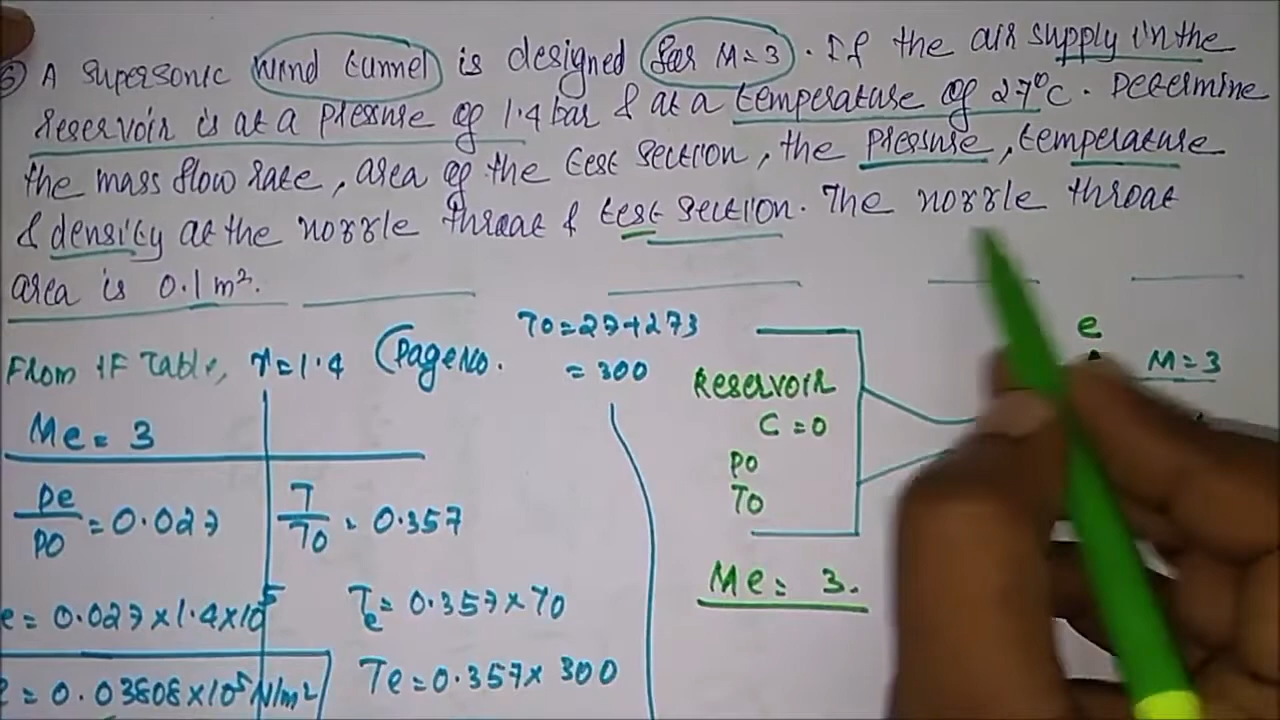 6) A supersonic wind tunnel is designed for M=3. If the air supply in the
reservoir is at a pressure of 1.4 bar & at a temperature of 27°C. Determine
the mass flow rate, area of the test section, the pressure, temperature
& density at the nozzle throat & test section. The nozzle throat
area is 0.1 m².
From IF Table, γ=1.4 (Page No.
T0=27+273
= 300
Me = 3
pe/po = 0.027
T/T0 = 0.357
e = 0.027×1.4×10⁵
Te = 0.357×T0
= 0.03808×10⁵ N/m²
Te = 0.357×300
Reservoir
C = 0
po
T0
Me = 3.
e
M=3